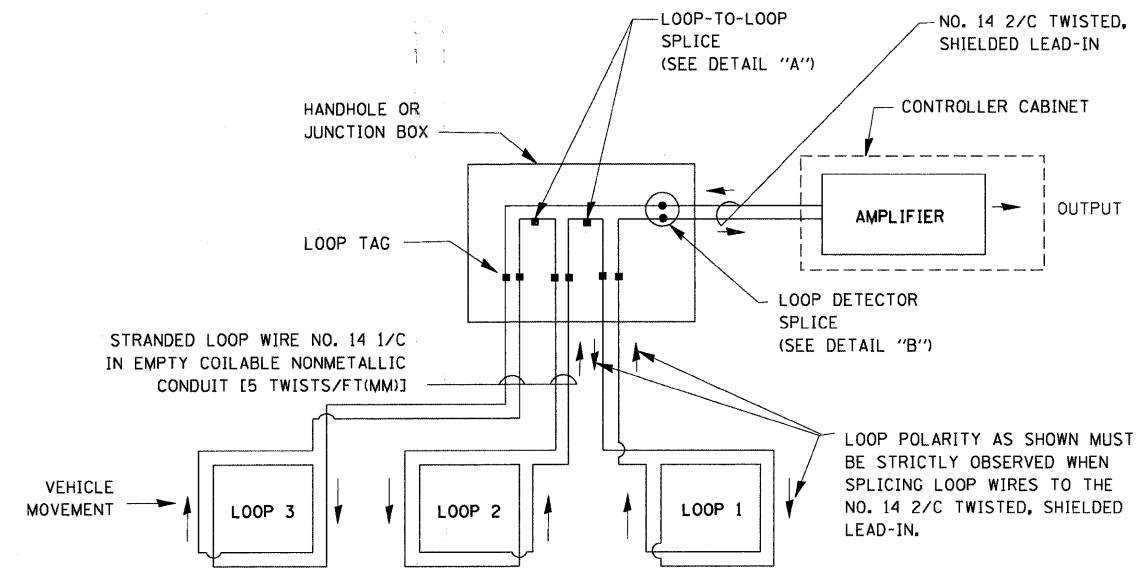 LOOP-TO-LOOP
SPLICE
(SEE DETAIL "A")
NO. 14 2/C TWISTED,
SHIELDED LEAD-IN
HANDHOLE OR
JUNCTION BOX
CONTROLLER CABINET
AMPLIFIER
OUTPUT
LOOP TAG
LOOP DETECTOR
SPLICE
(SEE DETAIL "B")
STRANDED LOOP WIRE NO. 14 1/C
IN EMPTY COILABLE NONMETALLIC
CONDUIT [5 TWISTS/FT(MM)]
LOOP POLARITY AS SHOWN MUST
BE STRICTLY OBSERVED WHEN
SPLICING LOOP WIRES TO THE
NO. 14 2/C TWISTED, SHIELDED
LEAD-IN.
VEHICLE
MOVEMENT
LOOP 3
LOOP 2
LOOP 1